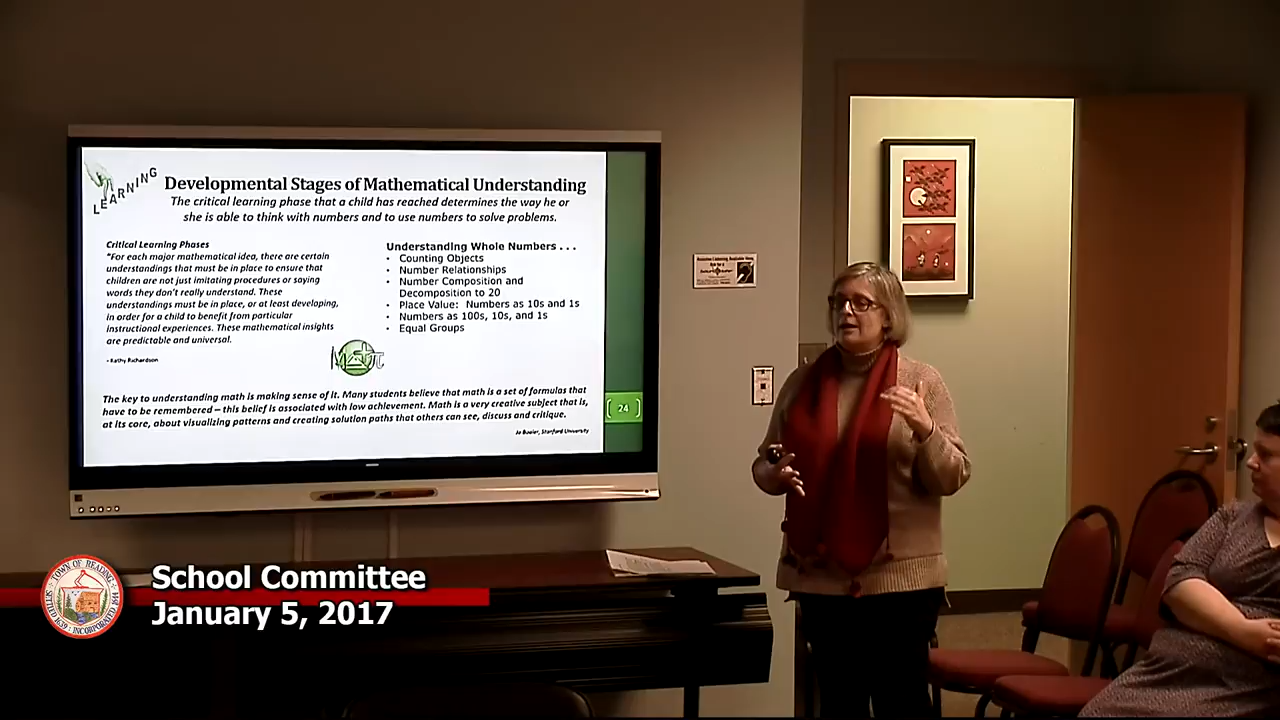 LEARNING
Developmental Stages of Mathematical Understanding
The critical learning phase that a child has reached determines the way he or
she is able to think with numbers and to use numbers to solve problems.
Critical Learning Phases
"For each major mathematical idea, there are certain
understandings that must be in place to ensure that
children are not just imitating procedures or saying
words they don't really understand. These
understandings must be in place, or at least developing,
in order for a child to benefit from particular
instructional experiences. These mathematical insights
are predictable and universal.
- Kathy Richardson
Understanding Whole Numbers . . .
• Counting Objects
• Number Relationships
• Number Composition and
Decomposition to 20
• Place Value: Numbers as 10s and 1s
• Numbers as 100s, 10s, and 1s
• Equal Groups
The key to understanding math is making sense of it. Many students believe that math is a set of formulas that
have to be remembered – this belief is associated with low achievement. Math is a very creative subject that is,
at its core, about visualizing patterns and creating solution paths that others can see, discuss and critique.
Jo Boaler, Stanford University
24
School Committee
January 5, 2017
TOWN OF READING
SETTLED 1639 INCORPORATED 1644